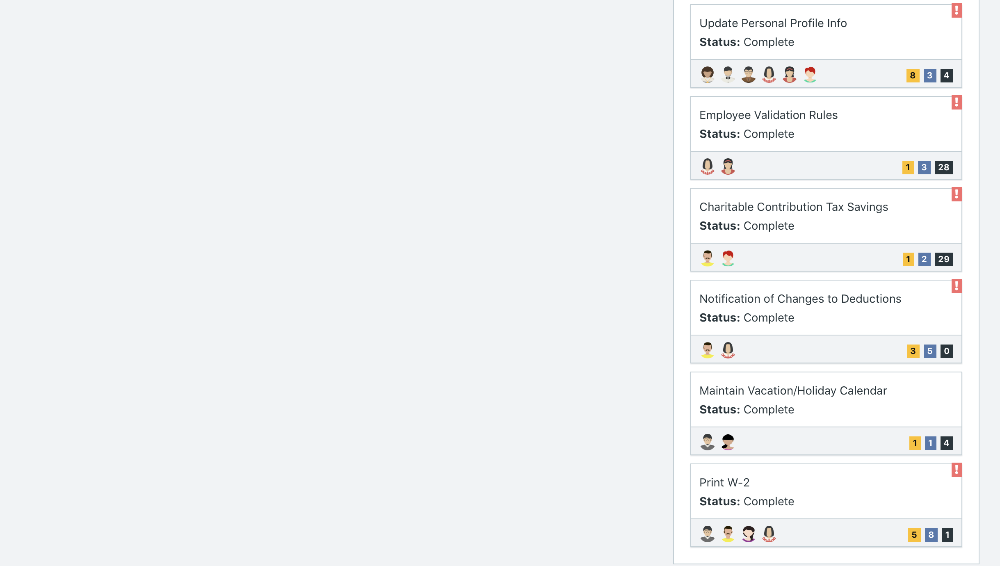 !
Update Personal Profile Info
Status: Complete
8 3 4
!
Employee Validation Rules
Status: Complete
1 3 28
!
Charitable Contribution Tax Savings
Status: Complete
1 2 29
!
Notification of Changes to Deductions
Status: Complete
3 5 0
Maintain Vacation/Holiday Calendar
Status: Complete
1 1 4
!
Print W-2
Status: Complete
5 8 1